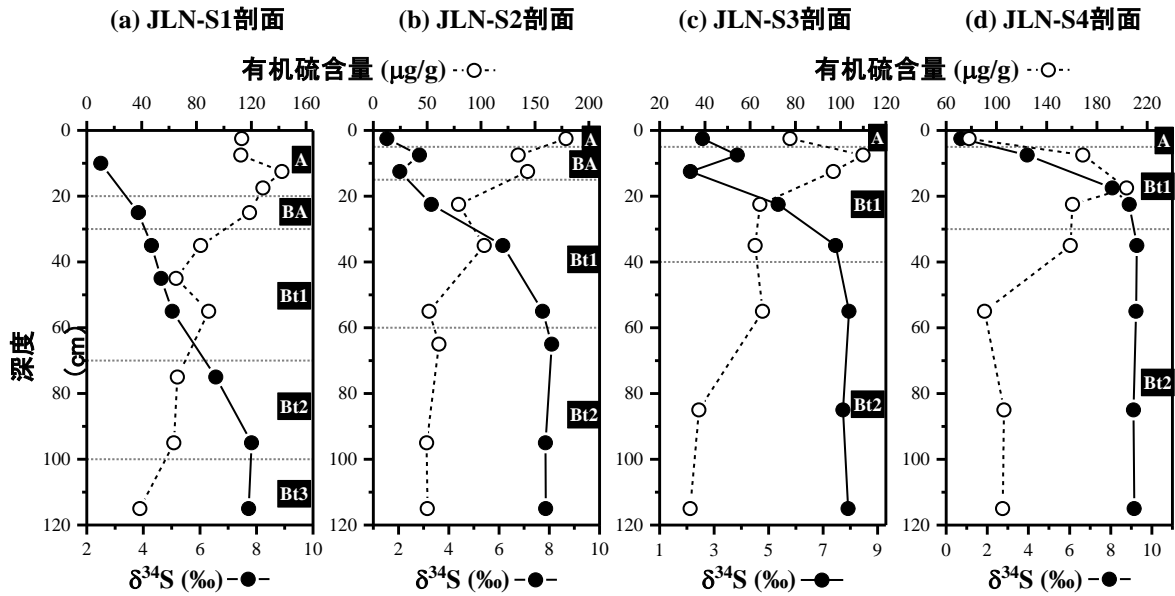 (a) JLN-S1剖面 (b) JLN-S2剖面 (c) JLN-S3剖面 (d) JLN-S4剖面
有机硫含量 (μg/g) 有机硫含量 (μg/g)
0 40 80 120 160 0 50 100 150 200 20 40 60 80 100 120 60 100 140 180 220
0 20 40 60 80 100 120
深度 (cm)
A BA Bt1 Bt2 Bt3
A BA Bt1 Bt2
A Bt1 Bt2
A Bt1 Bt2
2 4 6 8 10 2 4 6 8 10 1 3 5 7 9 0 2 4 6 8 10
δ³⁴S (‰) δ³⁴S (‰) δ³⁴S (‰) δ³⁴S (‰)